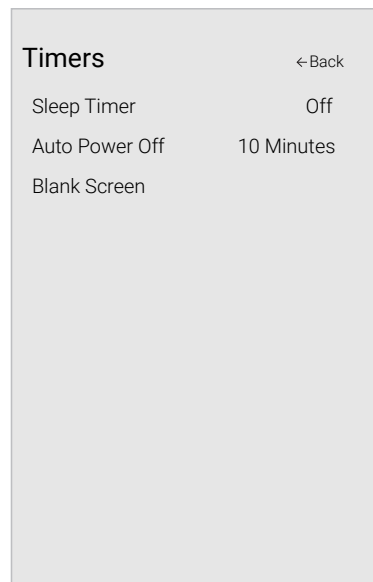 Timers ←Back
Sleep Timer Off
Auto Power Off 10 Minutes
Blank Screen